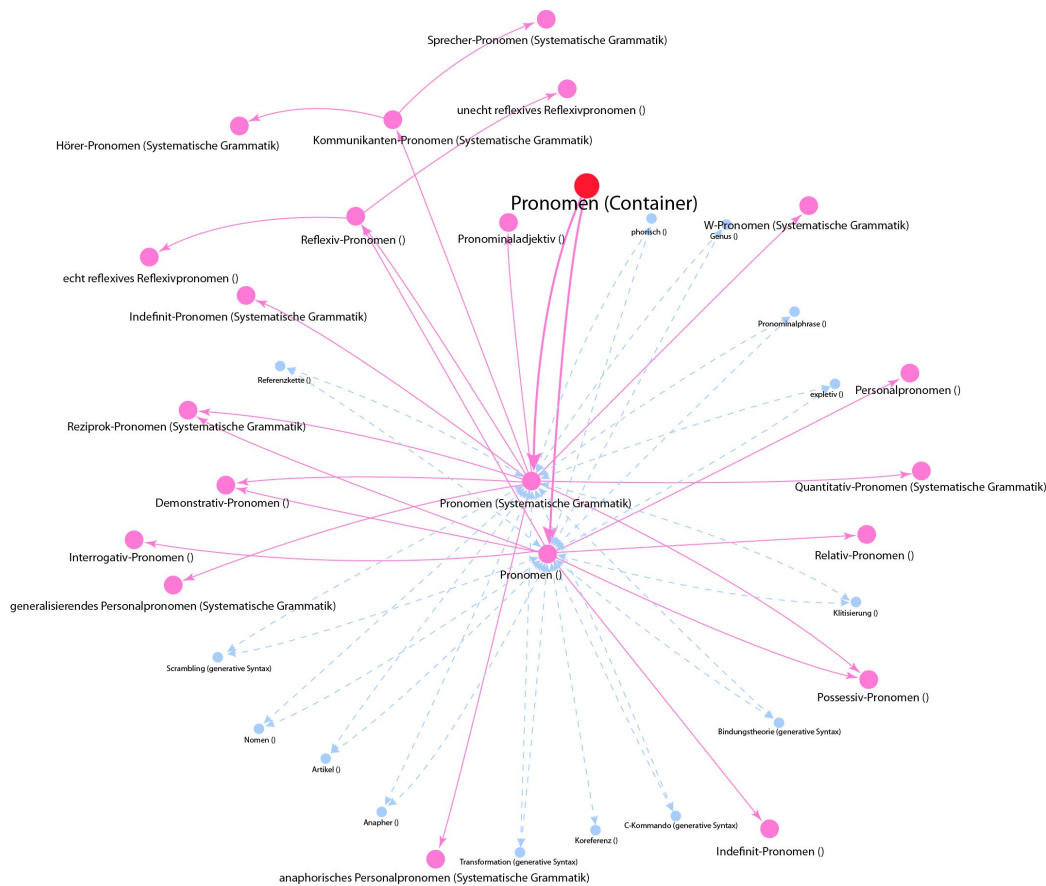 Sprecher-Pronomen (Systematische Grammatik)
unecht reflexives Reflexivpronomen ()
Kommunikanten-Pronomen (Systematische Grammatik)
Hörer-Pronomen (Systematische Grammatik)
Pronomen (Container)
W-Pronomen (Systematische Grammatik)
phorisch ()
Genus ()
Reflexiv-Pronomen ()
Pronominaladjektiv ()
echt reflexives Reflexivpronomen ()
Indefinit-Pronomen (Systematische Grammatik)
Pronominalphrase ()
Referenzkette ()
Personalpronomen ()
expletiv ()
Reziprok-Pronomen (Systematische Grammatik)
Quantitativ-Pronomen (Systematische Grammatik)
Demonstrativ-Pronomen ()
Pronomen (Systematische Grammatik)
Interrogativ-Pronomen ()
Relativ-Pronomen ()
Pronomen ()
generalisierendes Personalpronomen (Systematische Grammatik)
Klitisierung ()
Scrambling (generative Syntax)
Possessiv-Pronomen ()
Bindungstheorie (generative Syntax)
Nomen ()
Artikel ()
Anapher ()
C-Kommando (generative Syntax)
Koreferenz ()
Indefinit-Pronomen ()
Transformation (generative Syntax)
anaphorisches Personalpronomen (Systematische Grammatik)